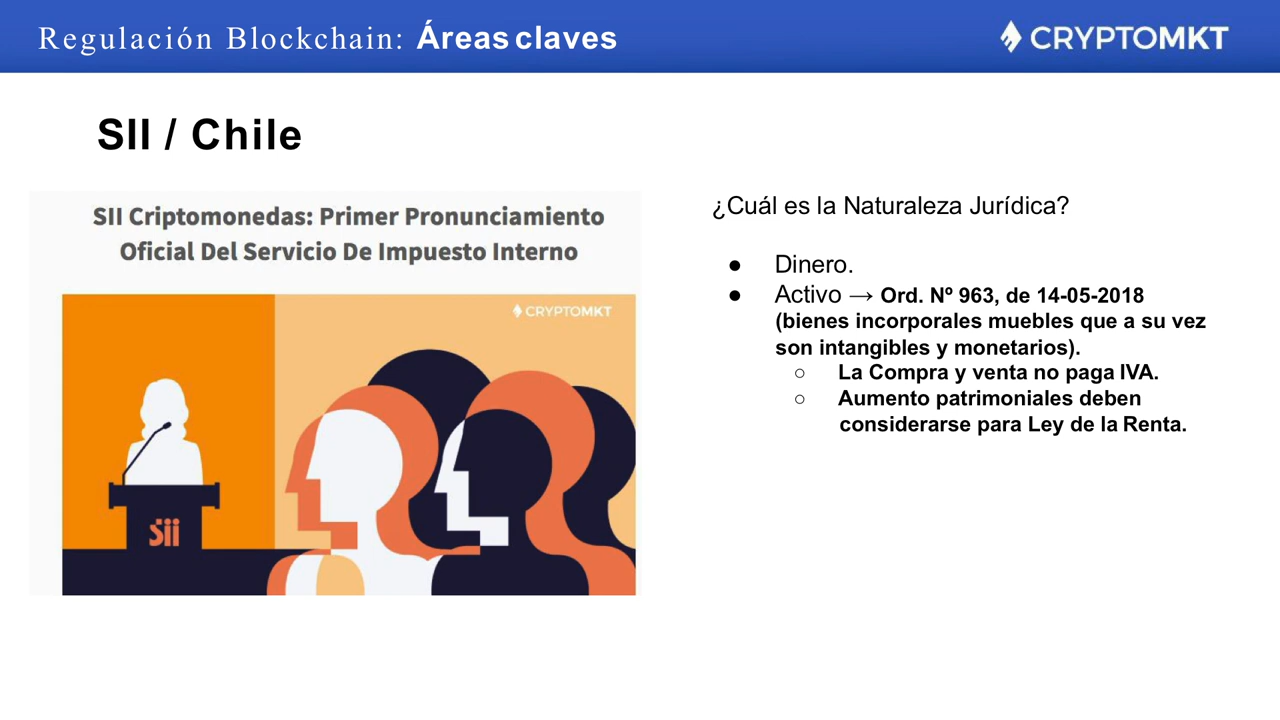 Regulación Blockchain: Áreas claves
CRYPTOMKT
SII / Chile
SII Criptomonedas: Primer Pronunciamiento
Oficial Del Servicio De Impuesto Interno
CRYPTOMKT
sii
¿Cuál es la Naturaleza Jurídica?
● Dinero.
● Activo → Ord. Nº 963, de 14-05-2018
(bienes incorporales muebles que a su vez
son intangibles y monetarios).
○ La Compra y venta no paga IVA.
○ Aumento patrimoniales deben
considerarse para Ley de la Renta.